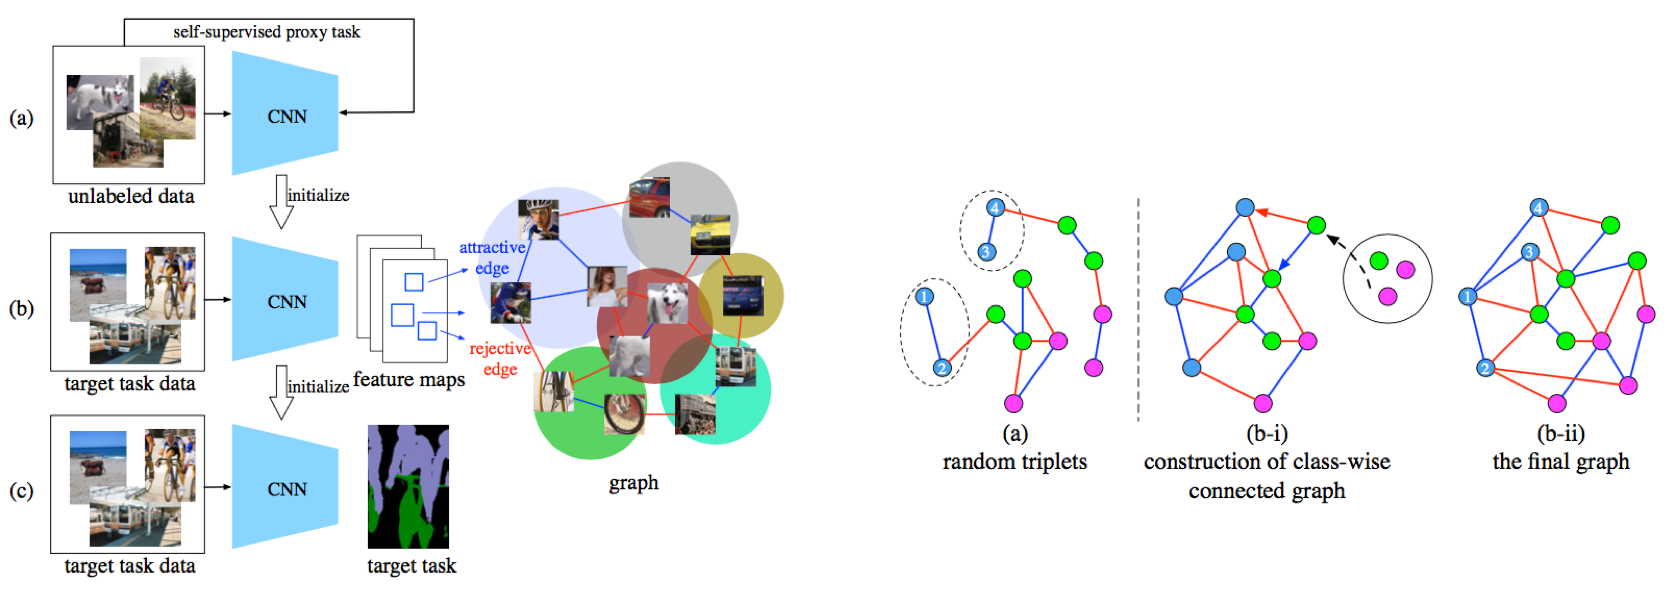 self-supervised proxy task
(a)
CNN
unlabeled data
initialize
(b)
CNN
attractive
edge
rejective
edge
target task data
feature maps
initialize
graph
(c)
CNN
target task data
target task
4
3
1
2
(a)
random triplets
(b-i)
construction of class-wise
connected graph
4
3
1
2
(b-ii)
the final graph